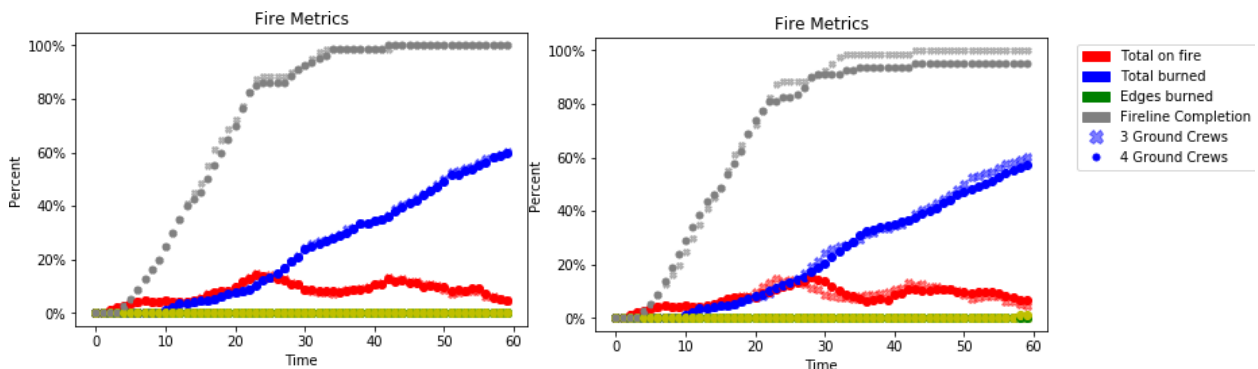 Fire Metrics
100%
80%
60%
40%
20%
0%
Percent
0 10 20 30 40 50 60
Time
Fire Metrics
100%
80%
60%
40%
20%
0%
Percent
0 10 20 30 40 50 60
Time
Total on fire
Total burned
Edges burned
Fireline Completion
3 Ground Crews
4 Ground Crews